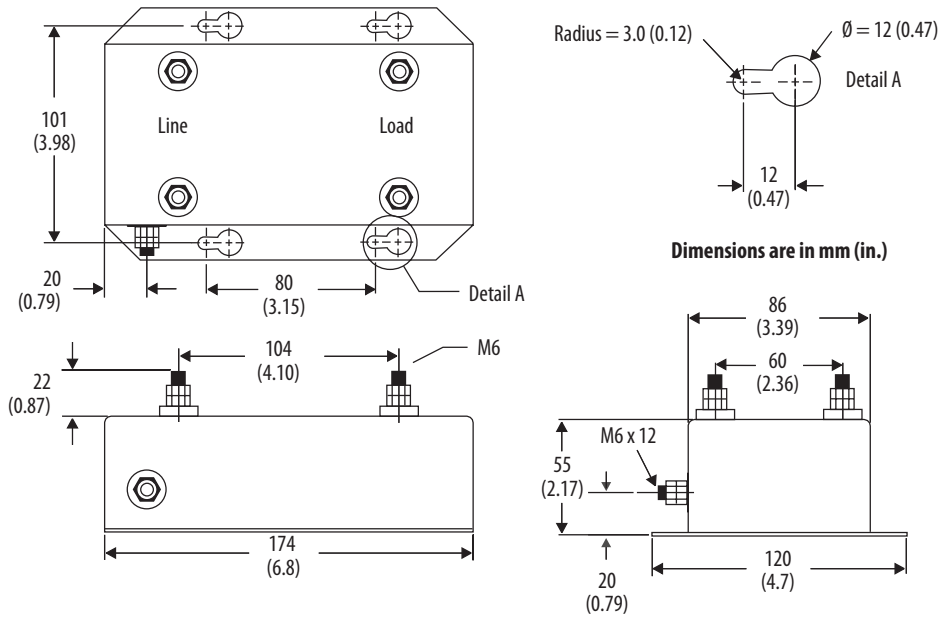 Radius = 3.0 (0.12)
Ø = 12 (0.47)
Detail A
101
(3.98)
Line
Load
12
(0.47)
Dimensions are in mm (in.)
20
(0.79)
80
(3.15)
Detail A
86
(3.39)
104
(4.10)
M6
60
(2.36)
22
(0.87)
M6 x 12
55
(2.17)
174
(6.8)
20
(0.79)
120
(4.7)